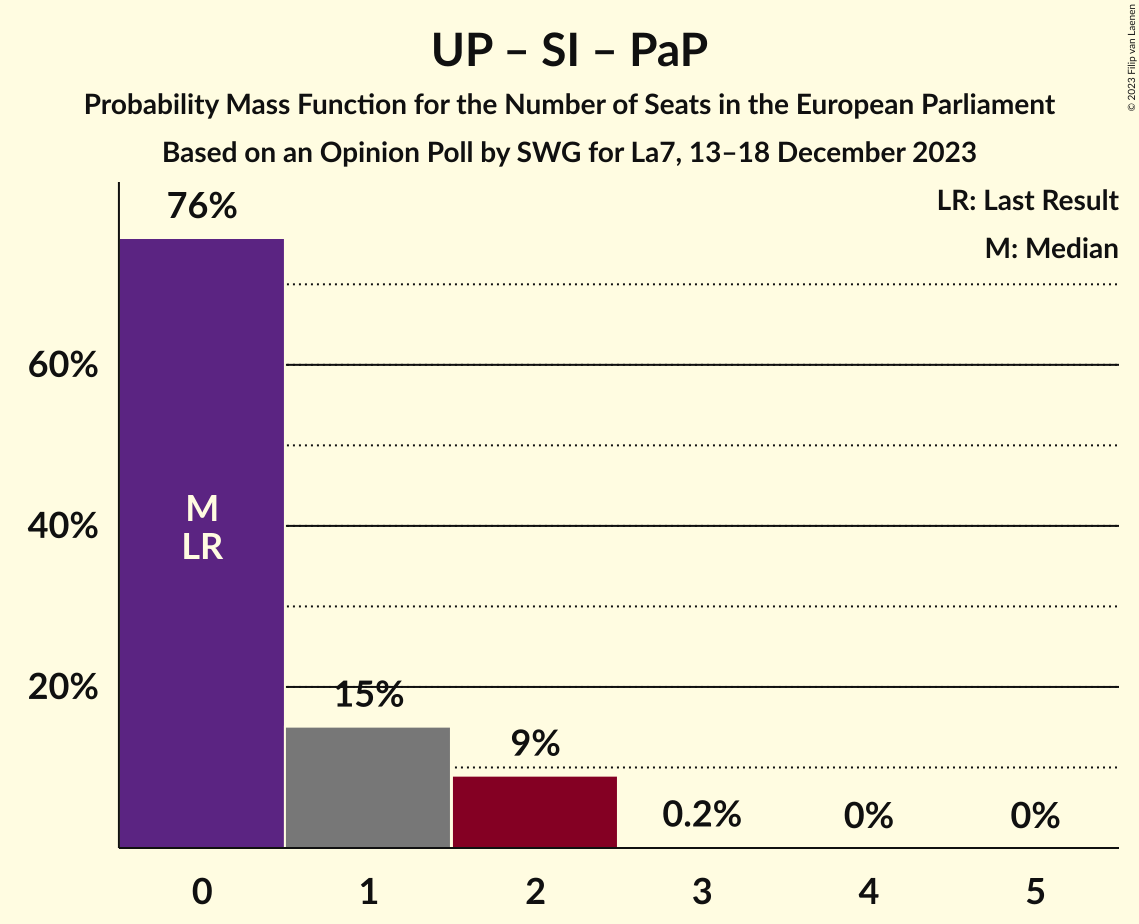 UP – SI – PaP
Probability Mass Function for the Number of Seats in the European Parliament
Based on an Opinion Poll by SWG for La7, 13–18 December 2023
© 2023 Filip van Laenen
LR: Last Result
M: Median
76%
60%
40%
20%
M
LR
15%
9%
0.2%
0%
0%
0
1
2
3
4
5